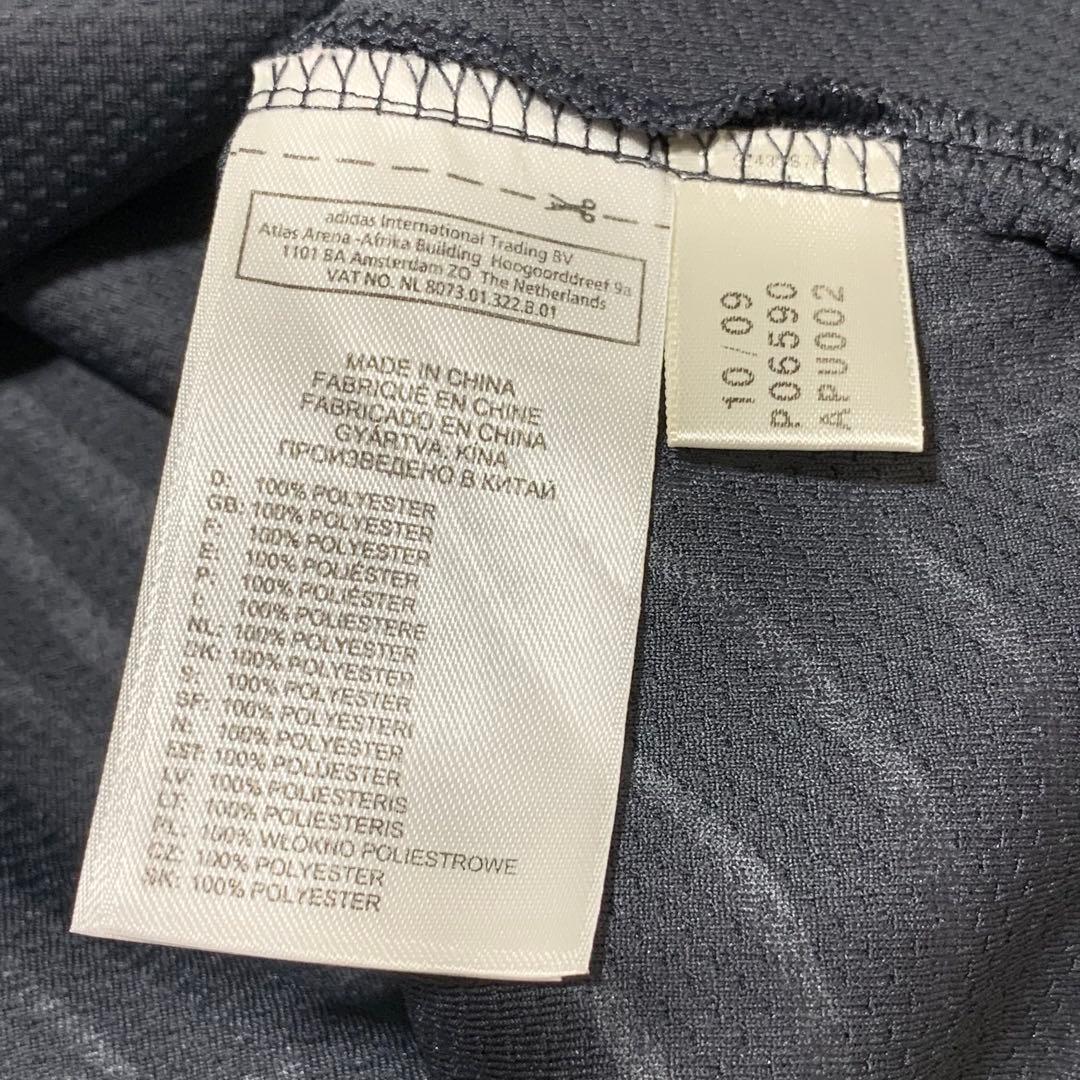 adidas International Trading BV
Atlas Arena -Afrika Building Hoogoorddreef 9a
1101 BA Amsterdam ZO The Netherlands
VAT NO. NL 8073.01.322.B.01
MADE IN CHINA
FABRIQUÉ EN CHINE
FABRICADO EN CHINA
GYÁRTVA: KÍNA
ПРОИЗВЕДЕНО В КИТАЙ
D: 100% POLYESTER
GB: 100% POLYESTER
F: 100% POLYESTER
E: 100% POLIÉSTER
P: 100% POLIÉSTER
I: 100% POLIESTERE
NL: 100% POLYESTER
DK: 100% POLYESTER
S: 100% POLYESTER
SF: 100% POLYESTERI
N: 100% POLYESTER
EST: 100% POLÜESTER
LV: 100% POLIESTERIS
LT: 100% POLIESTERIS
PL: 100% WŁÓKNO POLIESTROWE
CZ: 100% POLYESTER
SK: 100% POLYESTER
10/09
P06590
APU002